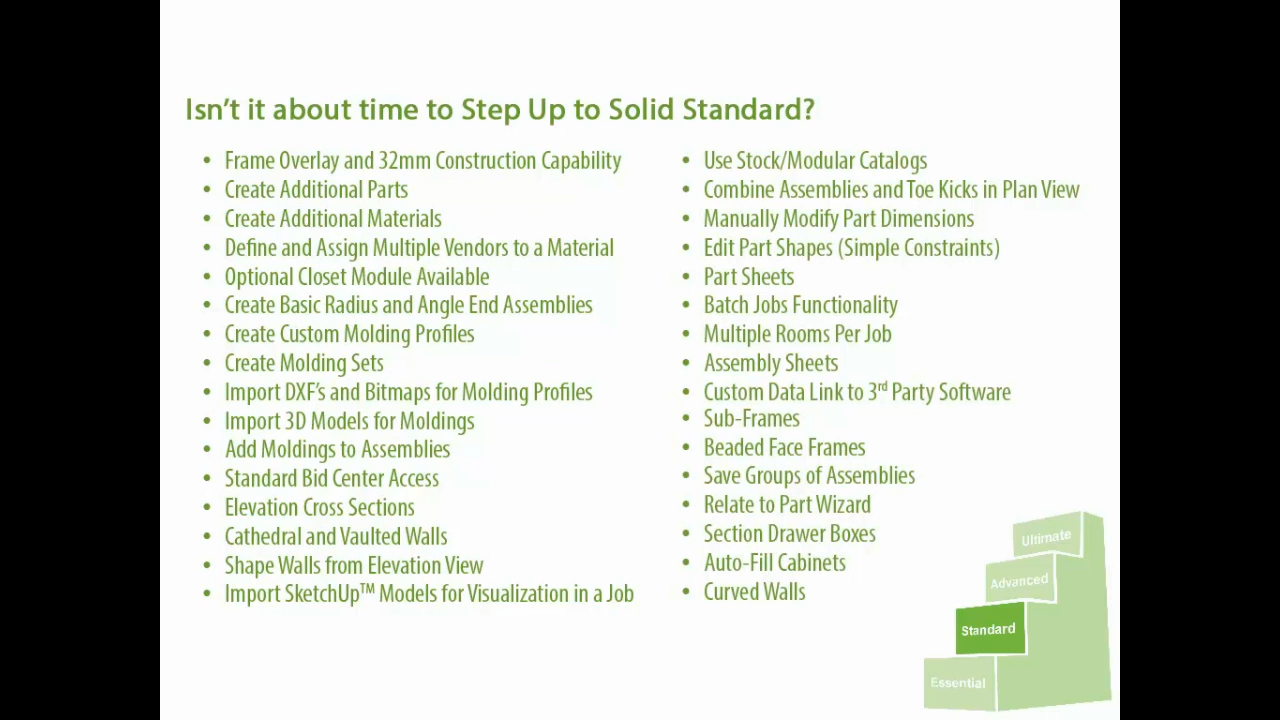 Isn’t it about time to Step Up to Solid Standard?
• Frame Overlay and 32mm Construction Capability
• Create Additional Parts
• Create Additional Materials
• Define and Assign Multiple Vendors to a Material
• Optional Closet Module Available
• Create Basic Radius and Angle End Assemblies
• Create Custom Molding Profiles
• Create Molding Sets
• Import DXF’s and Bitmaps for Molding Profiles
• Import 3D Models for Moldings
• Add Moldings to Assemblies
• Standard Bid Center Access
• Elevation Cross Sections
• Cathedral and Vaulted Walls
• Shape Walls from Elevation View
• Import SketchUp™ Models for Visualization in a Job
• Use Stock/Modular Catalogs
• Combine Assemblies and Toe Kicks in Plan View
• Manually Modify Part Dimensions
• Edit Part Shapes (Simple Constraints)
• Part Sheets
• Batch Jobs Functionality
• Multiple Rooms Per Job
• Assembly Sheets
• Custom Data Link to 3rd Party Software
• Sub-Frames
• Beaded Face Frames
• Save Groups of Assemblies
• Relate to Part Wizard
• Section Drawer Boxes
• Auto-Fill Cabinets
• Curved Walls
Ultimate
Advanced
Standard
Essential